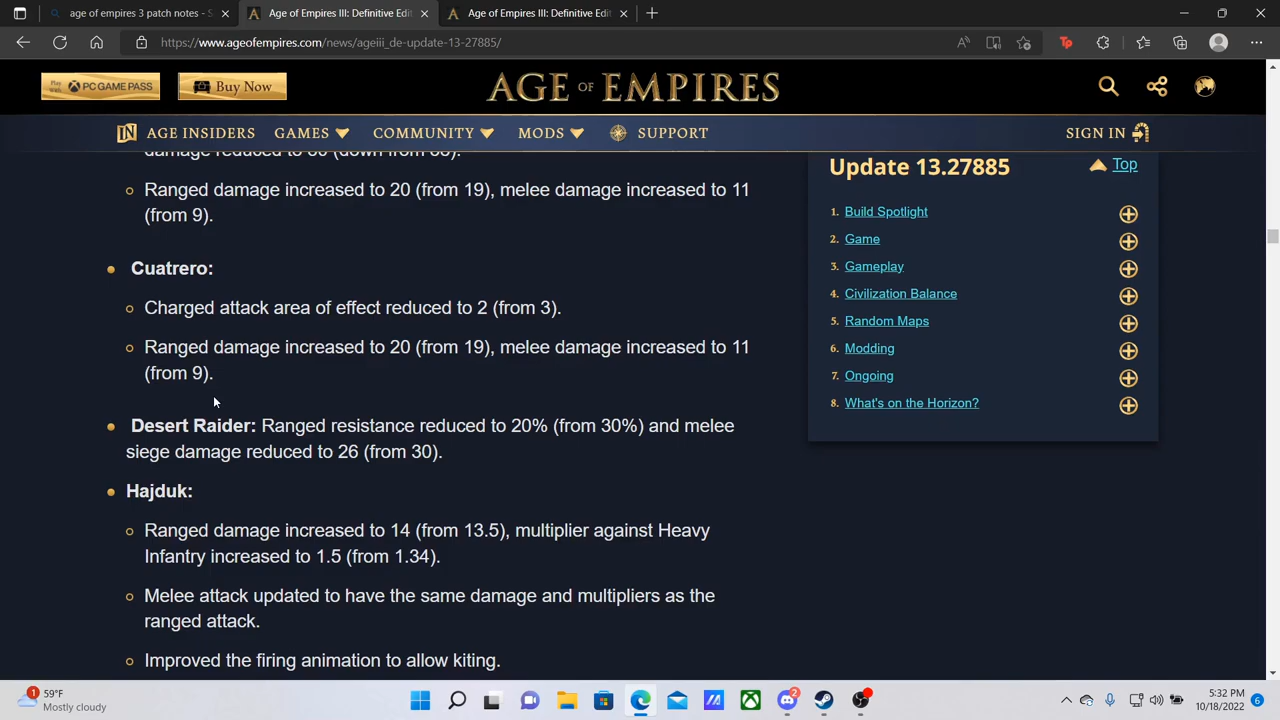 age of empires 3 patch notes - S
Age of Empires III: Definitive Edit
Age of Empires III: Definitive Edit
https://www.ageofempires.com/news/ageiii_de-update-13-27885/
Play with PC GAME PASS
Buy Now
AGE OF EMPIRES
AGE INSIDERS GAMES COMMUNITY MODS SUPPORT SIGN IN
Ranged damage increased to 20 (from 19), melee damage increased to 11
(from 9).
Cuatrero:
Charged attack area of effect reduced to 2 (from 3).
Ranged damage increased to 20 (from 19), melee damage increased to 11
(from 9).
Desert Raider: Ranged resistance reduced to 20% (from 30%) and melee
siege damage reduced to 26 (from 30).
Hajduk:
Ranged damage increased to 14 (from 13.5), multiplier against Heavy
Infantry increased to 1.5 (from 1.34).
Melee attack updated to have the same damage and multipliers as the
ranged attack.
Improved the firing animation to allow kiting.
Update 13.27885
Top
1. Build Spotlight
2. Game
3. Gameplay
4. Civilization Balance
5. Random Maps
6. Modding
7. Ongoing
8. What's on the Horizon?
1
59°F
Mostly cloudy
2
5:32 PM
10/18/2022
6